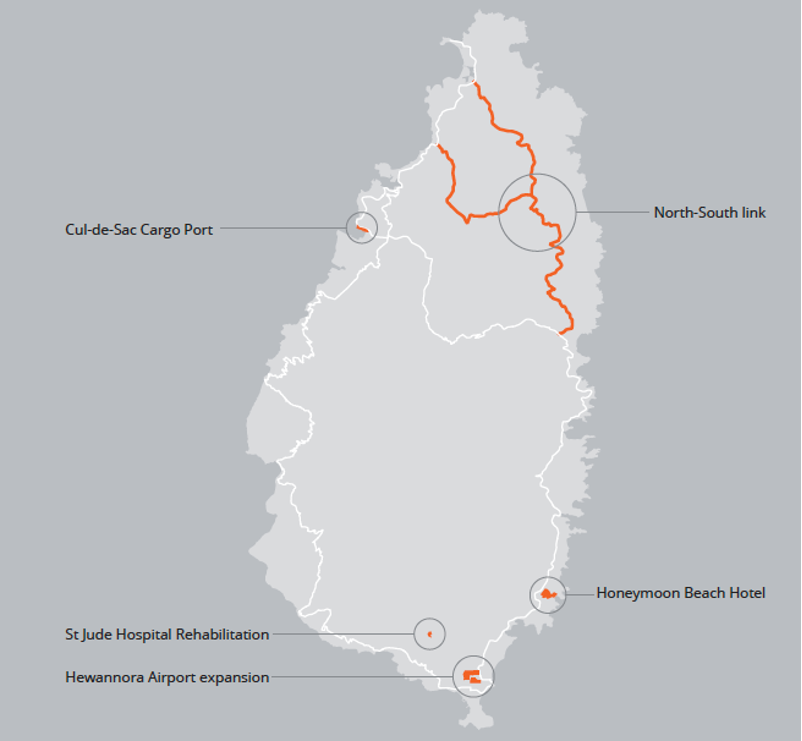 North-South link
Cul-de-Sac Cargo Port
Honeymoon Beach Hotel
St Jude Hospital Rehabilitation
Hewannora Airport expansion